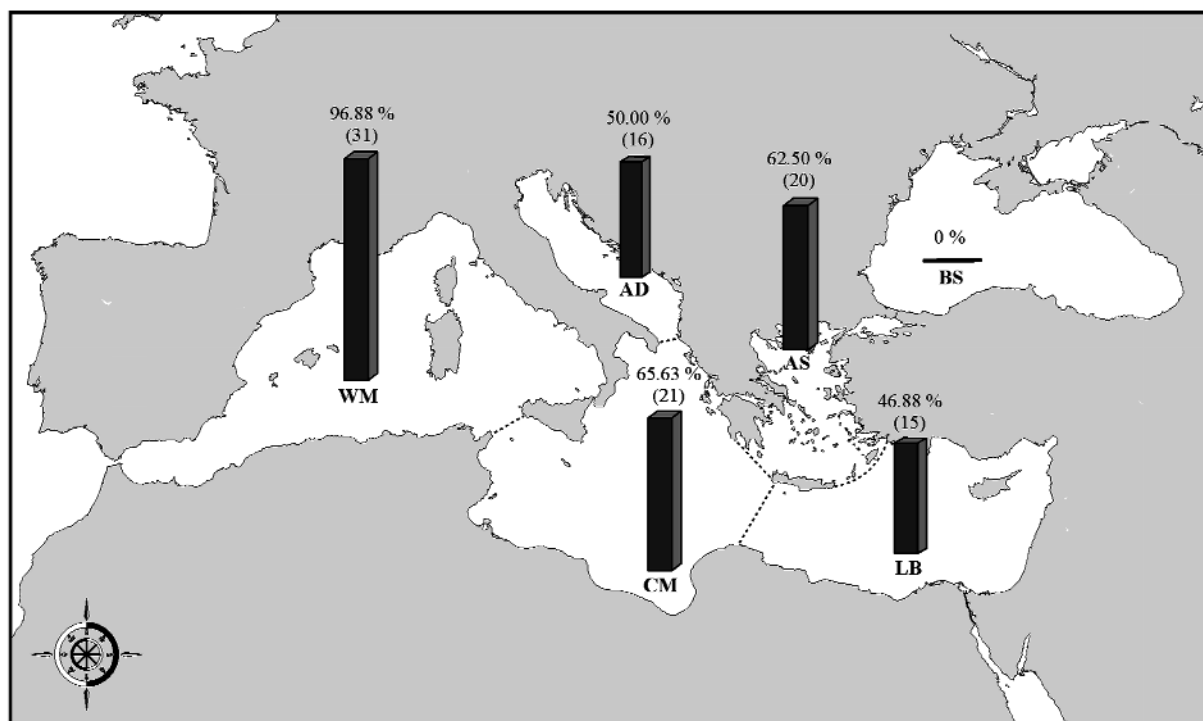 96.88 %
(31)
WM
50.00 %
(16)
AD
62.50 %
(20)
AS
0 %
BS
65.63 %
(21)
CM
46.88 %
(15)
LB